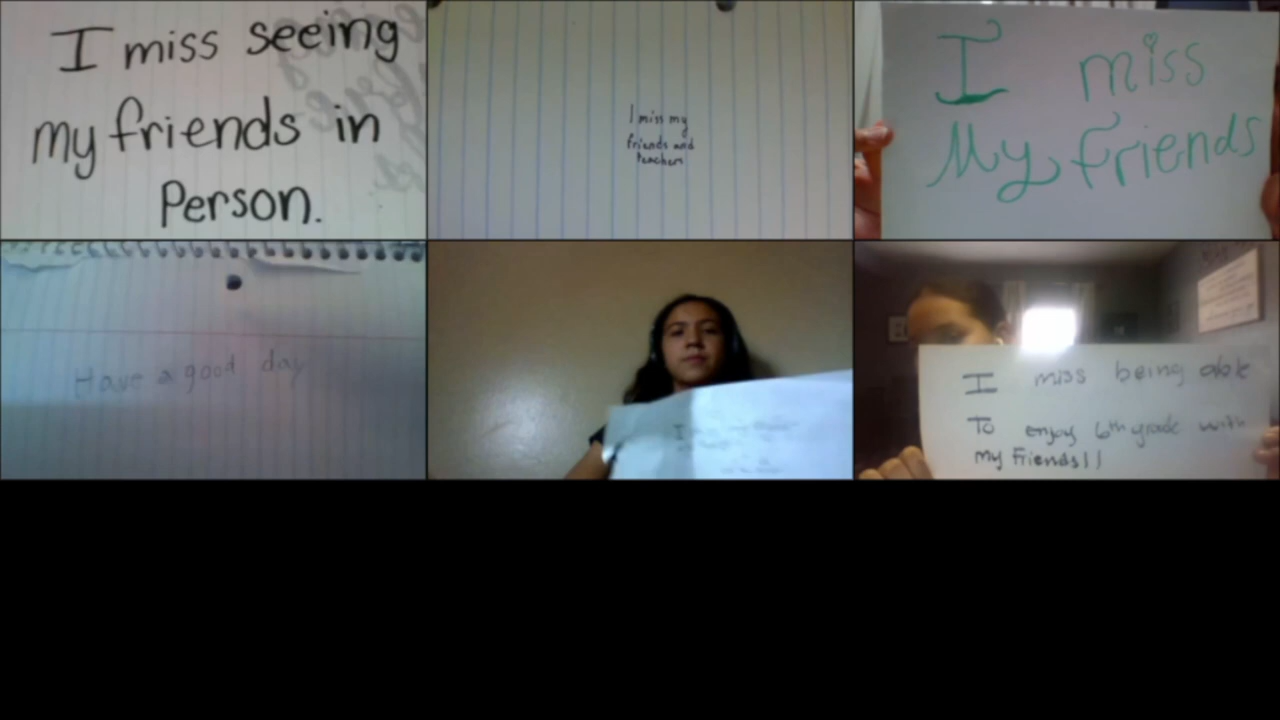 I miss seeing
my friends in
Person.
I miss my
friends and
teachers
I miss
My friends
Have a good day
I
I miss being able
To enjoy 6th grade with
my Friends!!